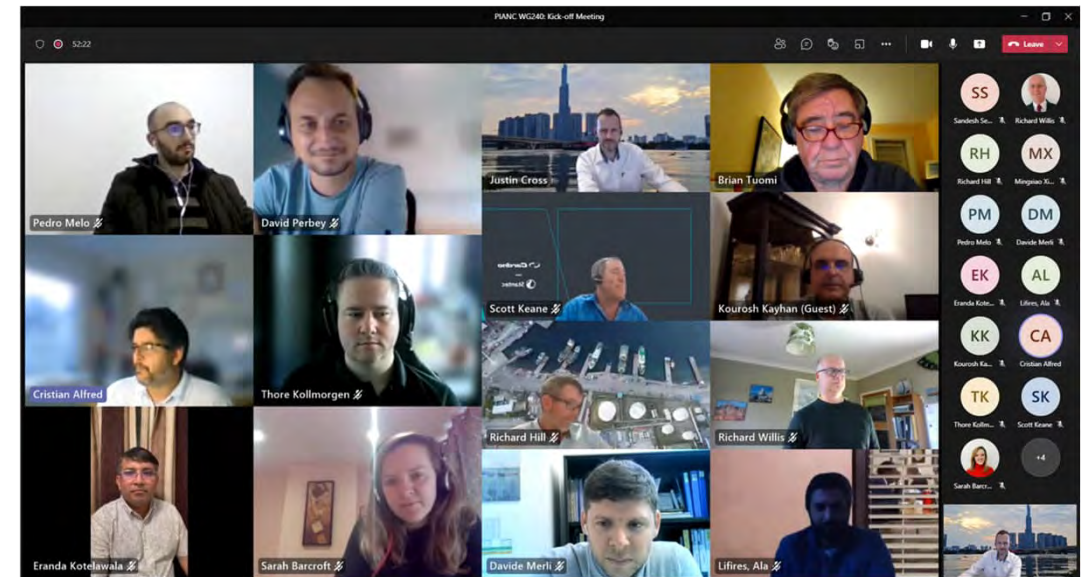 PIANC WG240: Kick-off Meeting
52:22
Leave
Pedro Melo
David Perbey
Justin Cross
Brian Tuomi
Scott Keane
Kourosh Kayhan (Guest)
Cristian Alfred
Thore Kollmorgen
Richard Hill
Richard Willis
Eranda Kotelawala
Sarah Barcroft
Davide Merli
Lifires, Ala
SS
Sandesh Se...
Richard Willis
RH
MX
Richard Hill
Mingxiao Xi...
PM
DM
Pedro Melo
Davide Merli
EK
AL
Eranda Kote...
Lifires, Ala
KK
CA
Kourosh Ka...
Cristian Alfred
TK
SK
Thore Kollm...
Scott Keane
+4
Sarah Barcr...